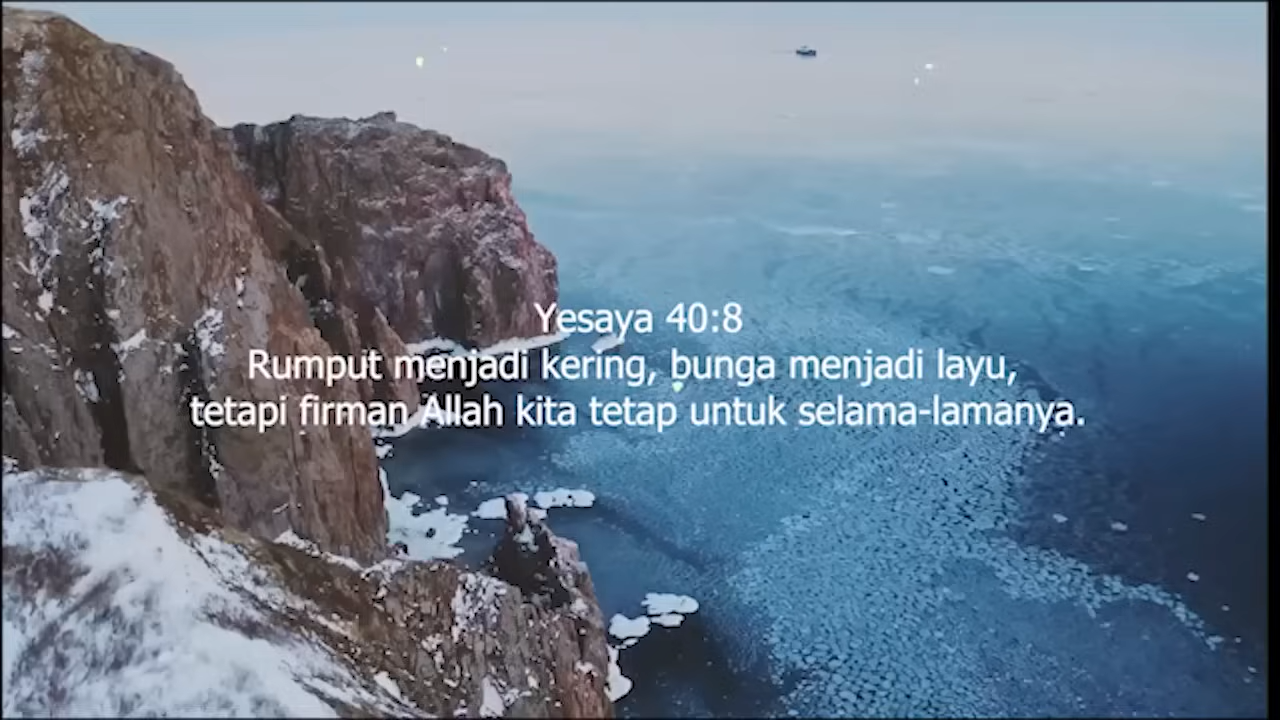 Yesaya 40:8
Rumput menjadi kering, bunga menjadi layu,
tetapi firman Allah kita tetap untuk selama-lamanya.